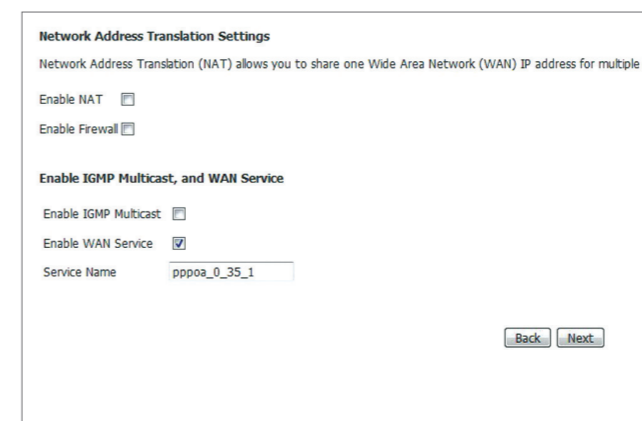 Network Address Translation Settings
Network Address Translation (NAT) allows you to share one Wide Area Network (WAN) IP address for multiple
Enable NAT
Enable Firewall
Enable IGMP Multicast, and WAN Service
Enable IGMP Multicast
Enable WAN Service
Service Name pppoa_0_35_1
Back Next